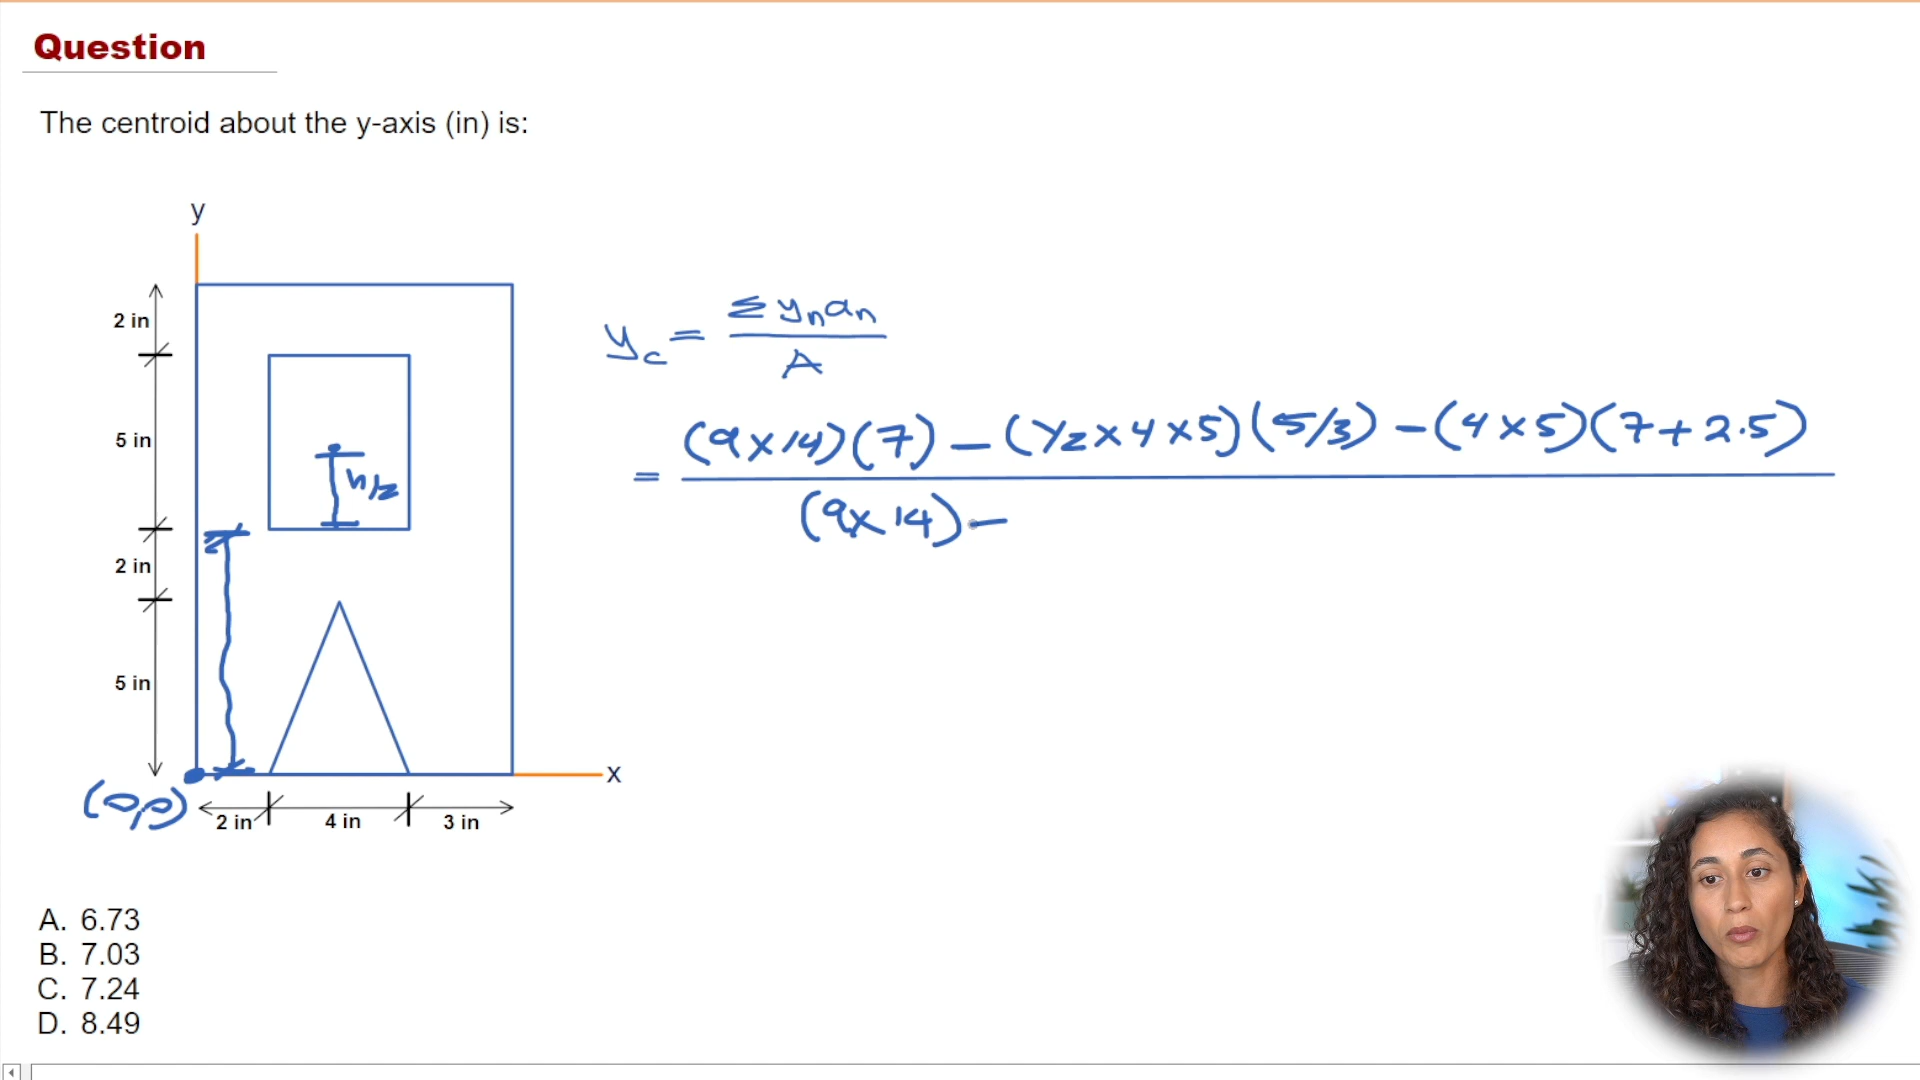 Question
The centroid about the y-axis (in) is:
y
2 in
5 in
h/2
2 in
5 in
x
(0,0)
2 in
4 in
3 in
y_c = Σ y_n a_n / A
= (9 x 14)(7) - (1/2 x 4 x 5)(5/3) - (4 x 5)(7 + 2.5)
(9 x 14) -
A. 6.73
B. 7.03
C. 7.24
D. 8.49